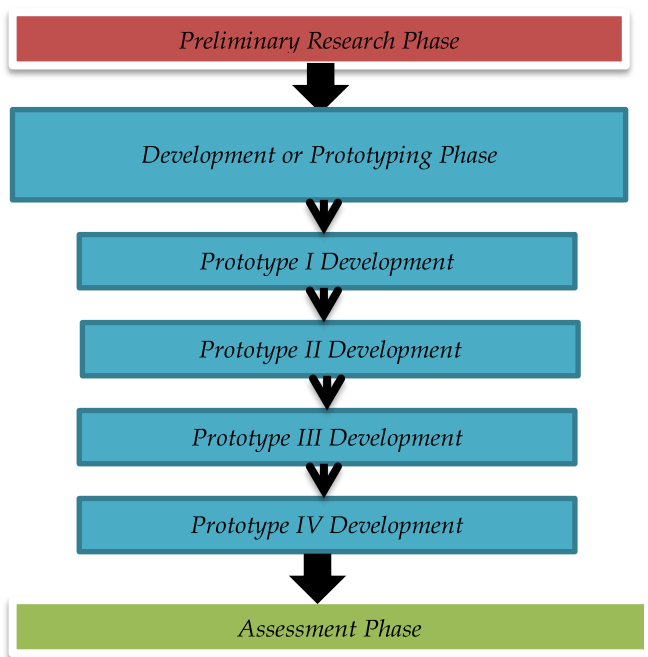 Preliminary Research Phase
Development or Prototyping Phase
Prototype I Development
Prototype II Development
Prototype III Development
Prototype IV Development
Assessment Phase